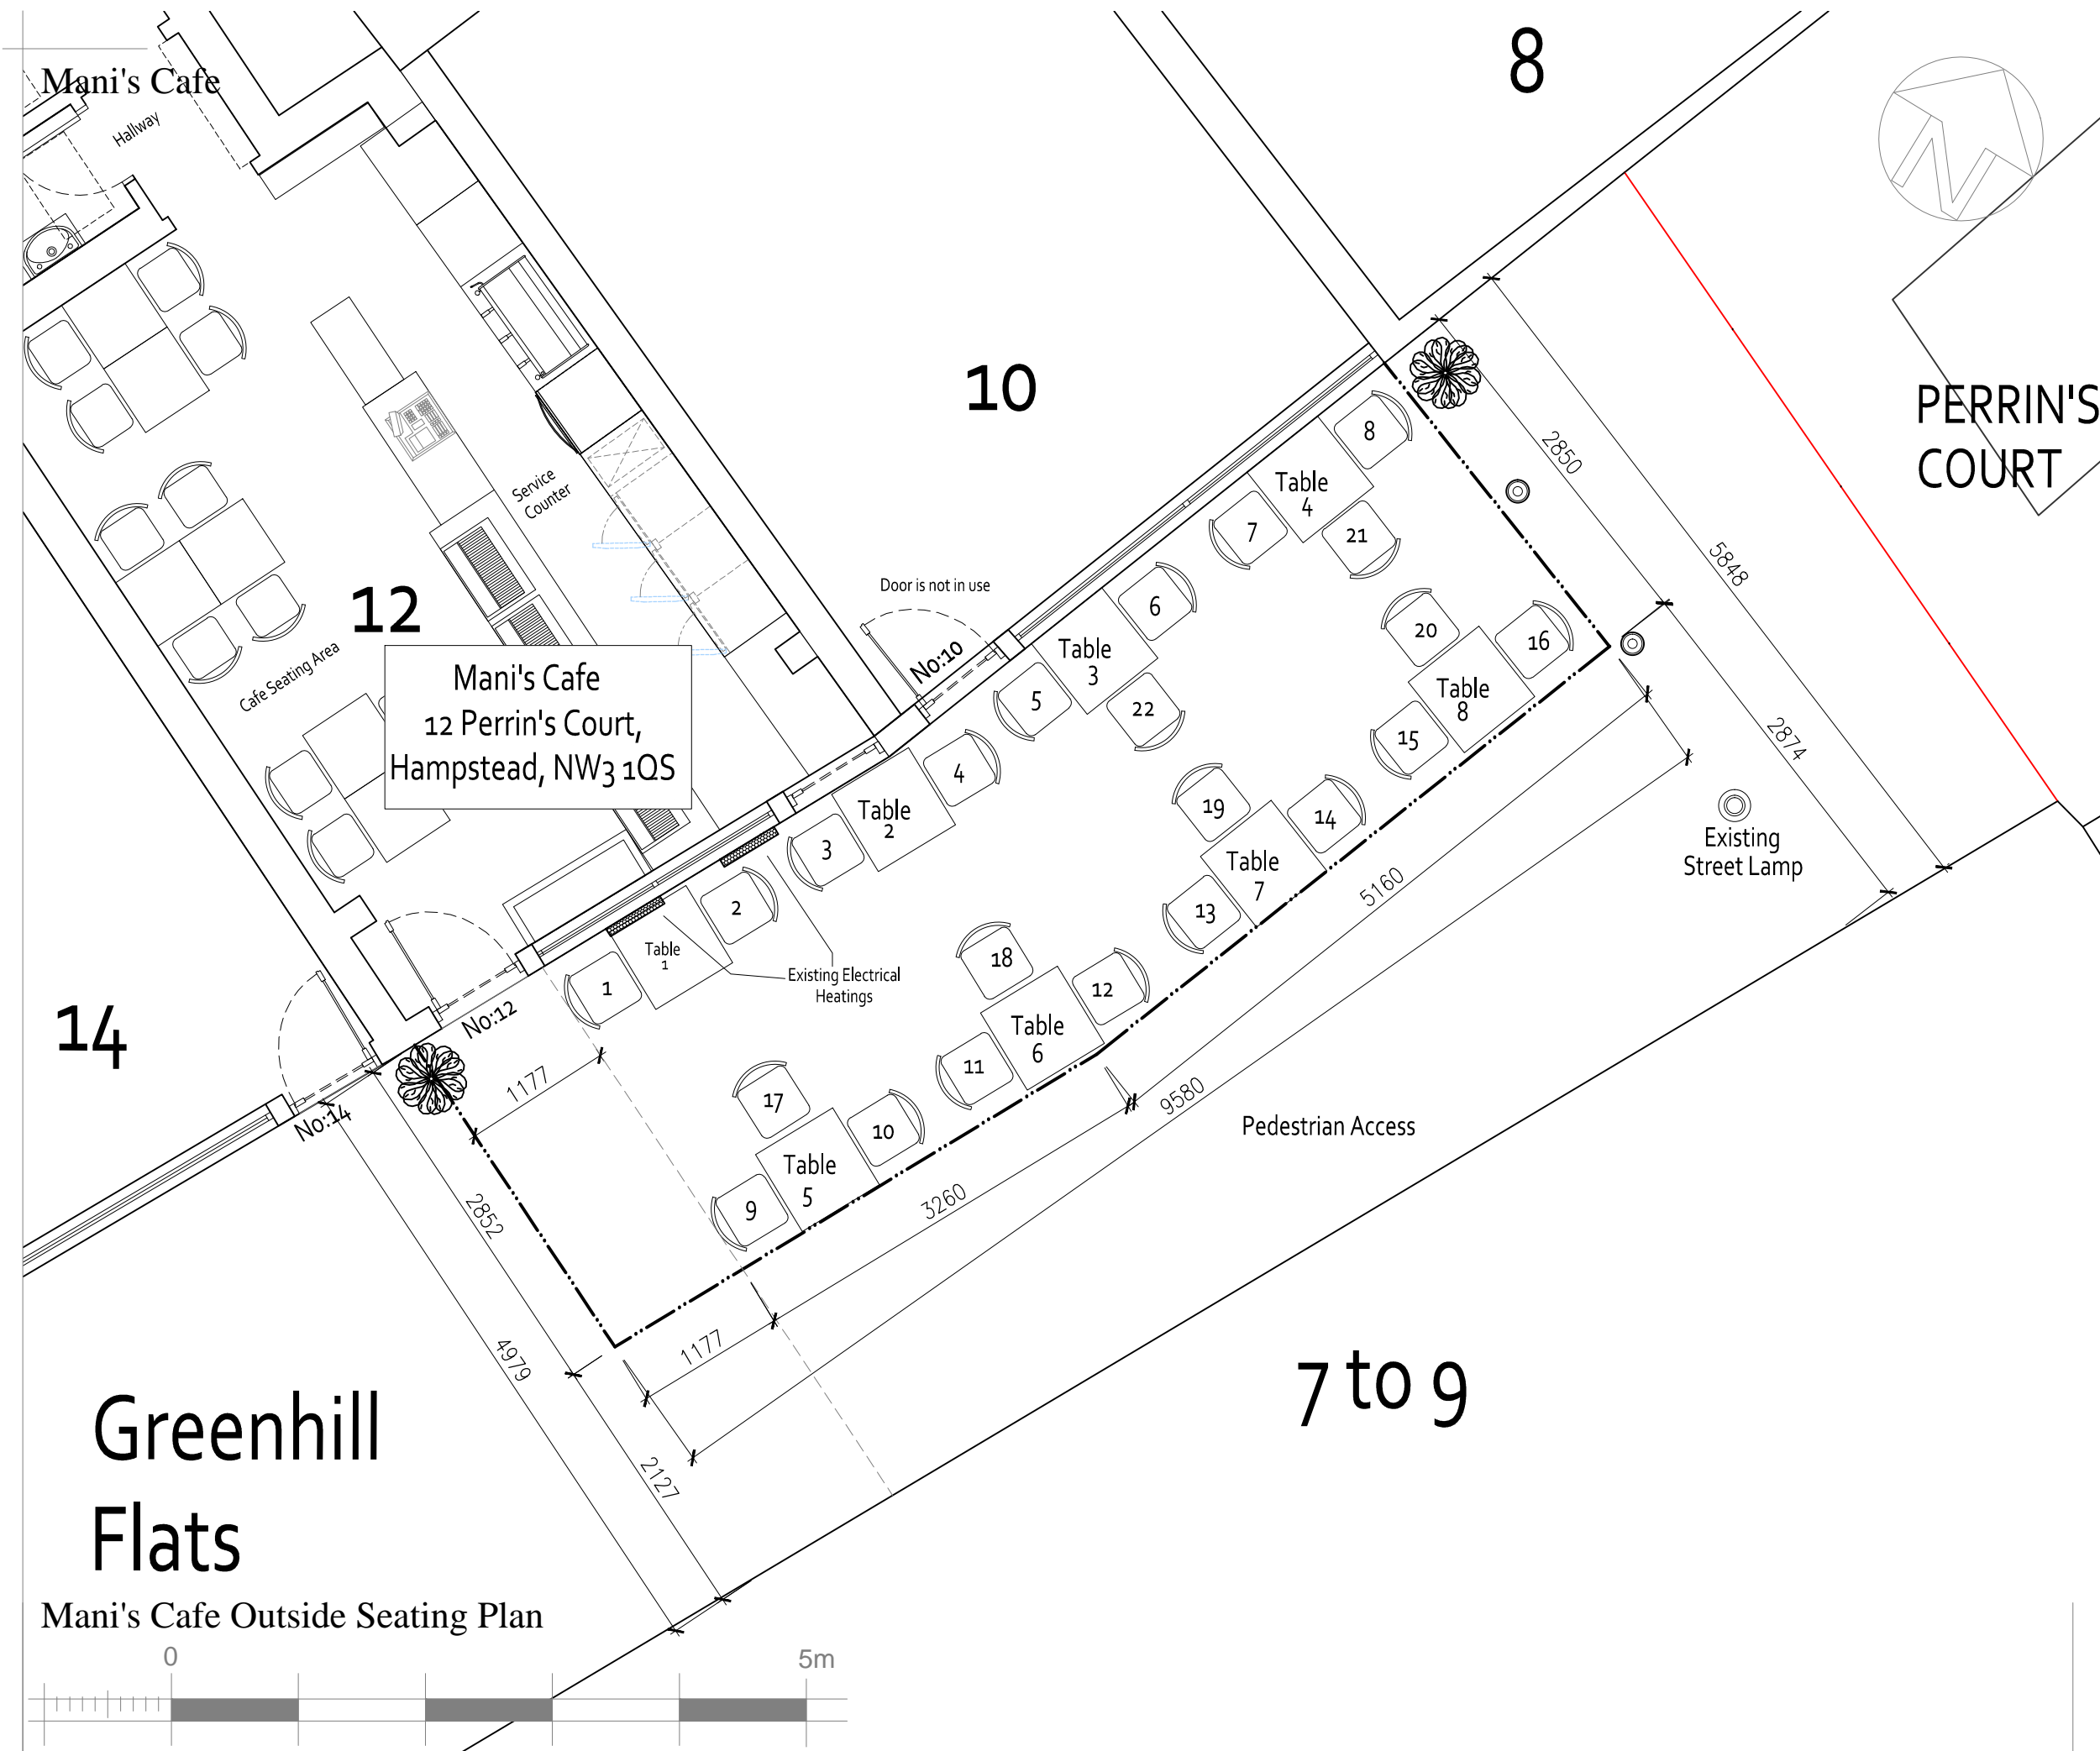 Mani's Cafe
Hallway
8
PERRIN'S
COURT
10
12
Service
Counter
Cafe Seating Area
Door is not in use
No:10
Mani's Cafe
12 Perrin's Court,
Hampstead, NW3 1QS
Table
4
8
7
21
Table
3
6
5
22
Table
2
4
3
Table
1
2
1
Existing Electrical
Heatings
20
16
Table
8
15
19
14
Table
7
13
18
12
Table
6
11
17
10
Table
5
9
2850
5848
2874
Existing
Street Lamp
5160
9580
Pedestrian Access
14
No:12
No:14
1177
2852
3260
1177
4979
2127
7 to 9
Greenhill
Flats
Mani's Cafe Outside Seating Plan
0
5m
N